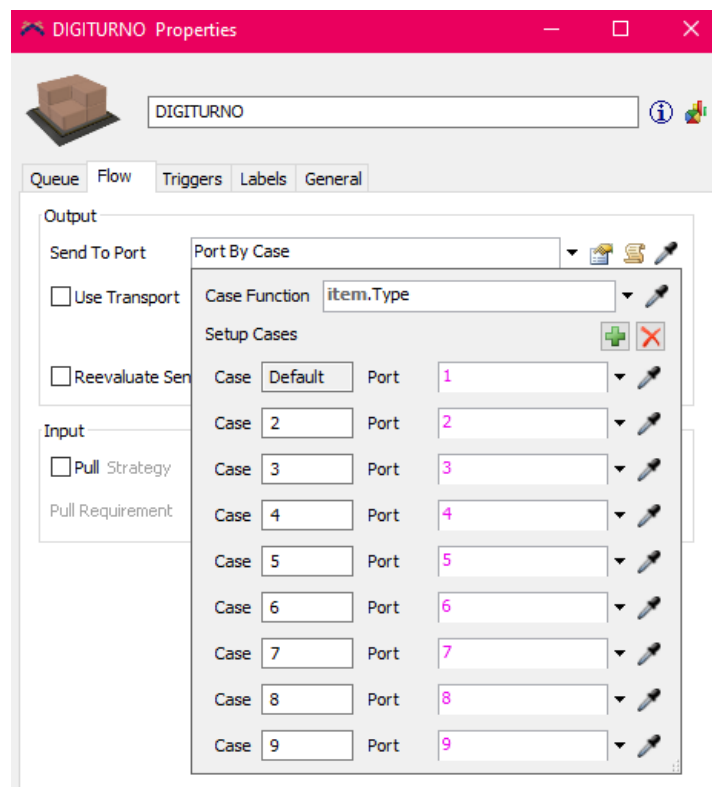 DIGITURNO Properties
DIGITURNO
Queue Flow Triggers Labels General
Output
Send To Port Port By Case
Use Transport Case Function item.Type
Setup Cases
Reevaluate Sen Case Default Port 1
Input Case 2 Port 2
Pull Strategy Case 3 Port 3
Pull Requirement Case 4 Port 4
Case 5 Port 5
Case 6 Port 6
Case 7 Port 7
Case 8 Port 8
Case 9 Port 9